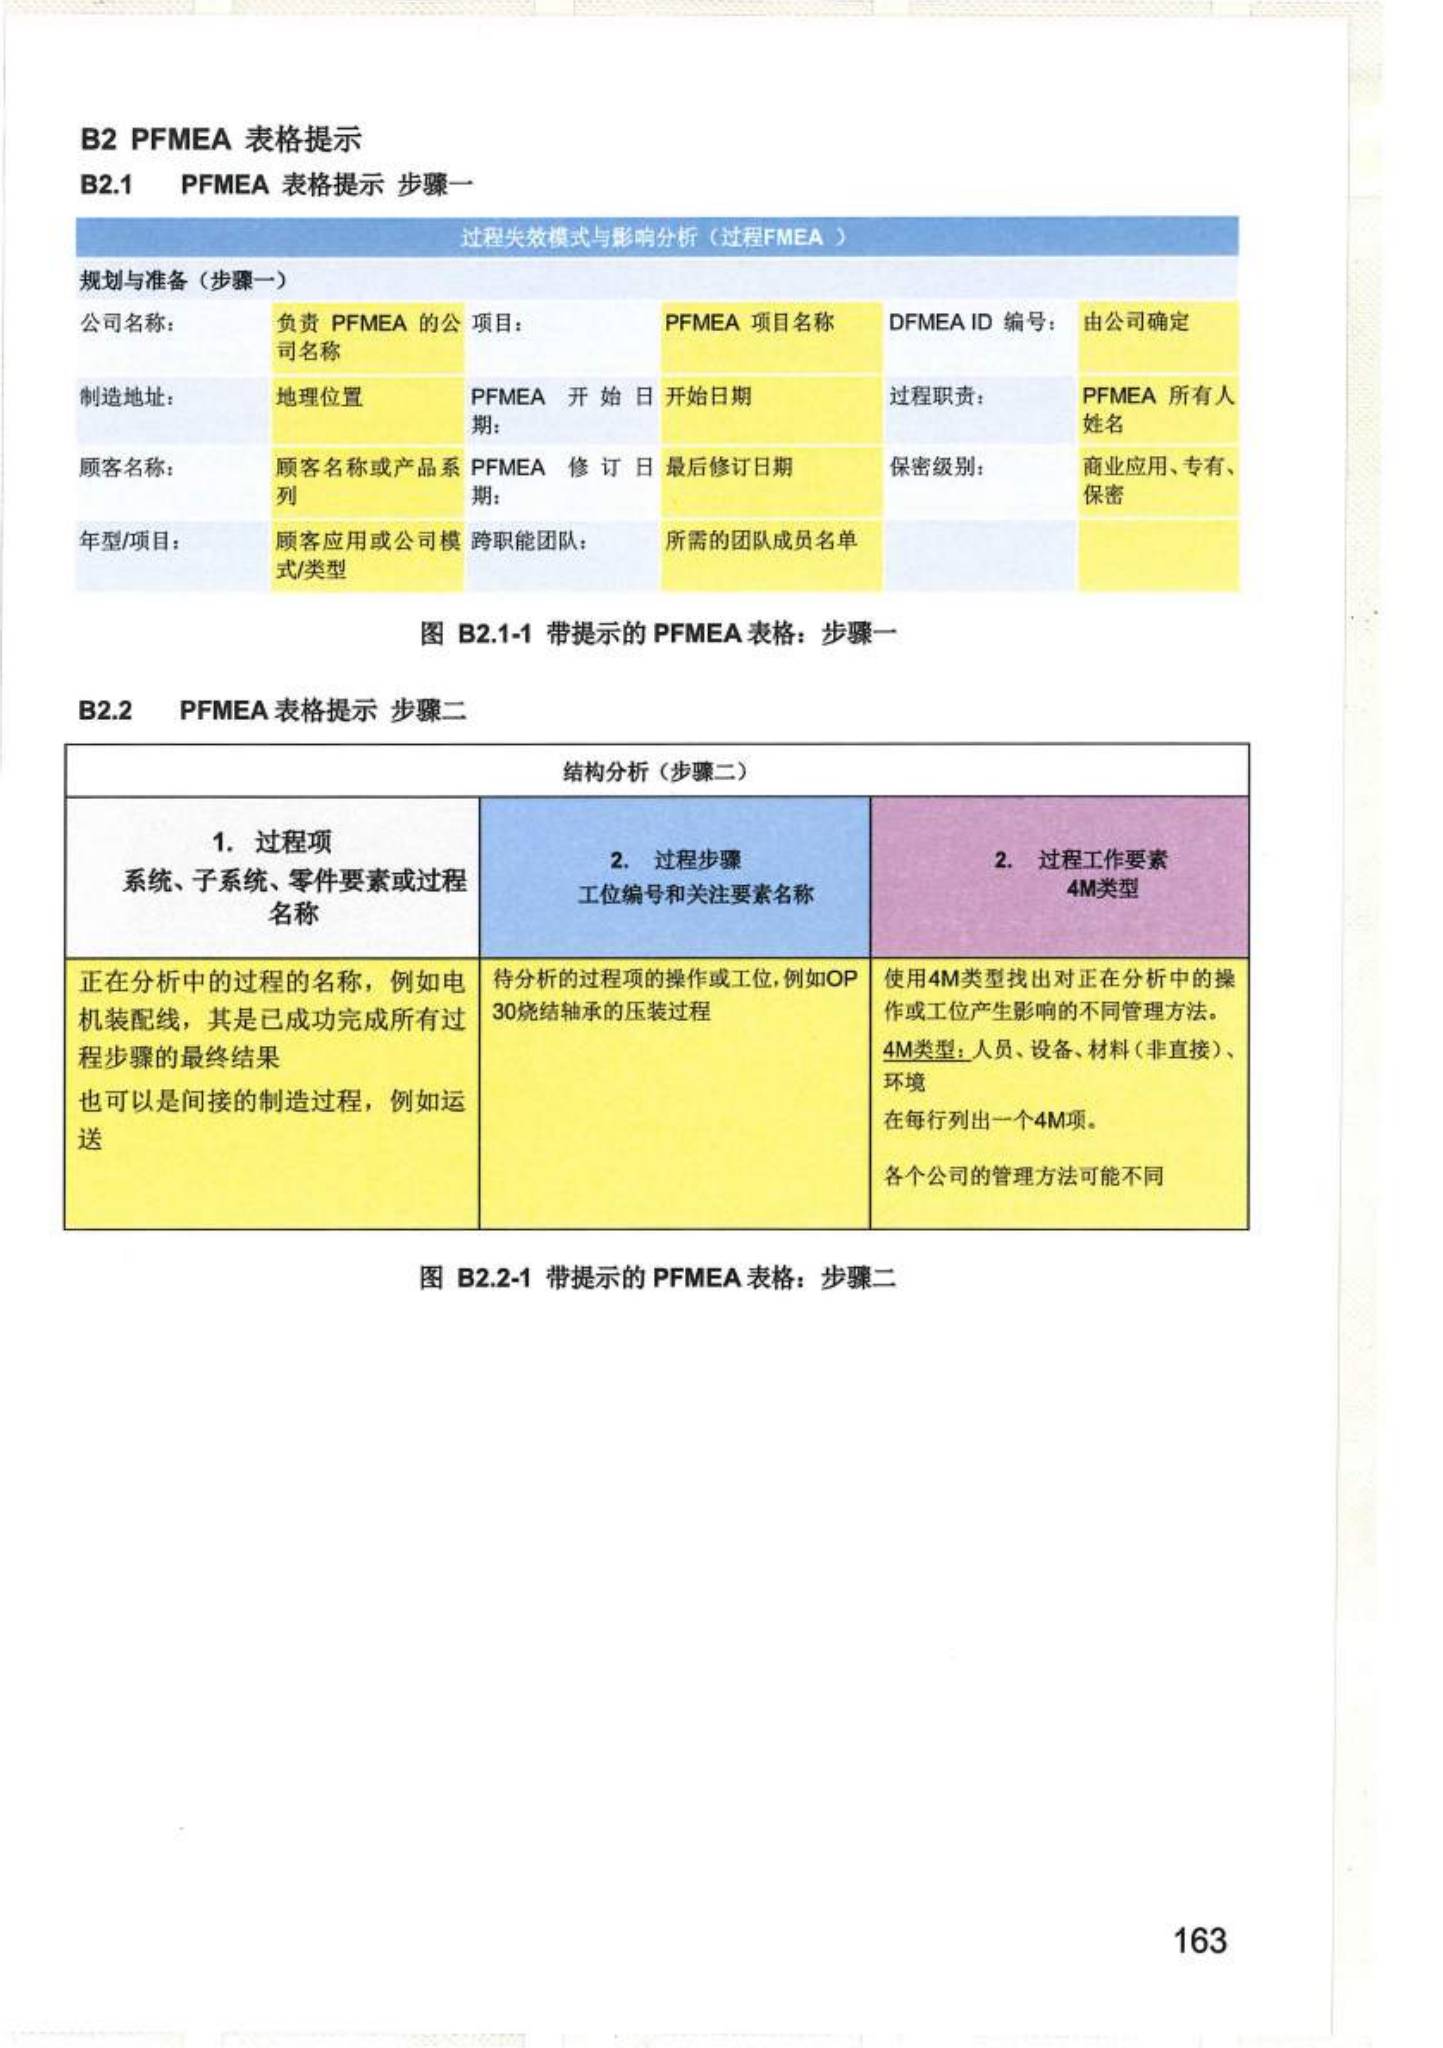 B2 PFMEA 表格提示
B2.1 PFMEA 表格提示 步骤一
过程失效模式与影响分析（过程FMEA ）
规划与准备（步骤一）
公司名称： 负责 PFMEA 的公 项目： PFMEA 项目名称 DFMEA ID 编号： 由公司确定
司名称
制造地址： 地理位置 PFMEA 开 始 日 开始日期 过程职责： PFMEA 所有人
期： 姓名
顾客名称： 顾客名称或产品系 PFMEA 修 订 日 最后修订日期 保密级别： 商业应用、专有、
列 期： 保密
年型/项目： 顾客应用或公司模 跨职能团队： 所需的团队成员名单
式/类型
图 B2.1-1 带提示的 PFMEA 表格：步骤一
B2.2 PFMEA 表格提示 步骤二
结构分析（步骤二）
1. 过程项
系统、子系统、零件要素或过程
名称
2. 过程步骤
工位编号和关注要素名称
2. 过程工作要素
4M类型
正在分析中的过程的名称，例如电
机装配线，其是已成功完成所有过
程步骤的最终结果
也可以是间接的制造过程，例如运
送
待分析的过程项的操作或工位，例如OP
30烧结轴承的压装过程
使用4M类型找出对正在分析中的操
作或工位产生影响的不同管理方法。
4M类型：人员、设备、材料（非直接）、
环境
在每行列出一个4M项。
各个公司的管理方法可能不同
图 B2.2-1 带提示的 PFMEA 表格：步骤二
163